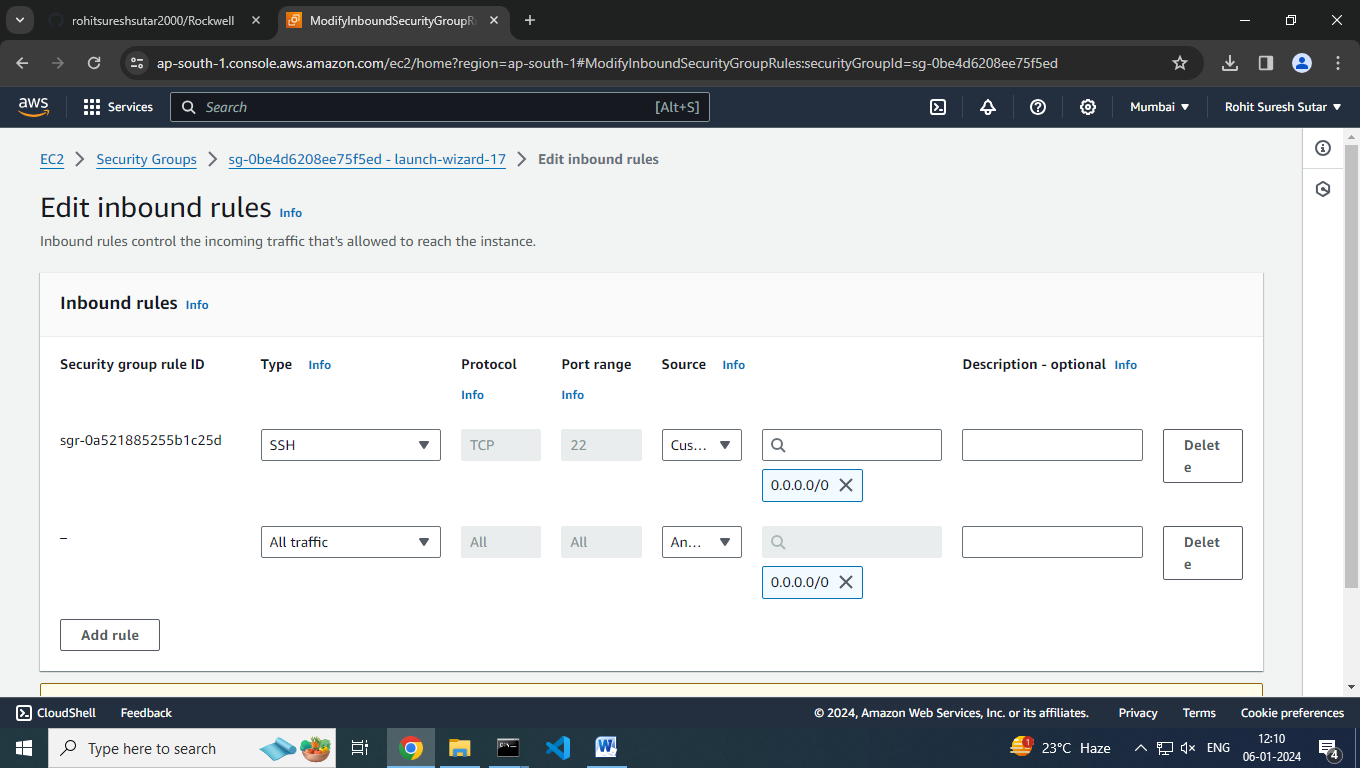 rohitsureshsutar2000/Rockwell
ModifyInboundSecurityGroupR
ap-south-1.console.aws.amazon.com/ec2/home?region=ap-south-1#ModifyInboundSecurityGroupRules:securityGroupId=sg-0be4d6208ee75f5ed
aws Services Search [Alt+S] Mumbai Rohit Suresh Sutar
EC2 Security Groups sg-0be4d6208ee75f5ed - launch-wizard-17 Edit inbound rules
Edit inbound rules Info
Inbound rules control the incoming traffic that's allowed to reach the instance.
Inbound rules Info
Security group rule ID Type Info Protocol Port range Source Info Description - optional Info
Info Info
sgr-0a521885255b1c25d SSH TCP 22 Cus... Delet
e
0.0.0.0/0
– All traffic All All An... Delet
e
0.0.0.0/0
Add rule
CloudShell Feedback © 2024, Amazon Web Services, Inc. or its affiliates. Privacy Terms Cookie preferences
Type here to search 1 23°C Haze ENG 12:10
06-01-2024 4